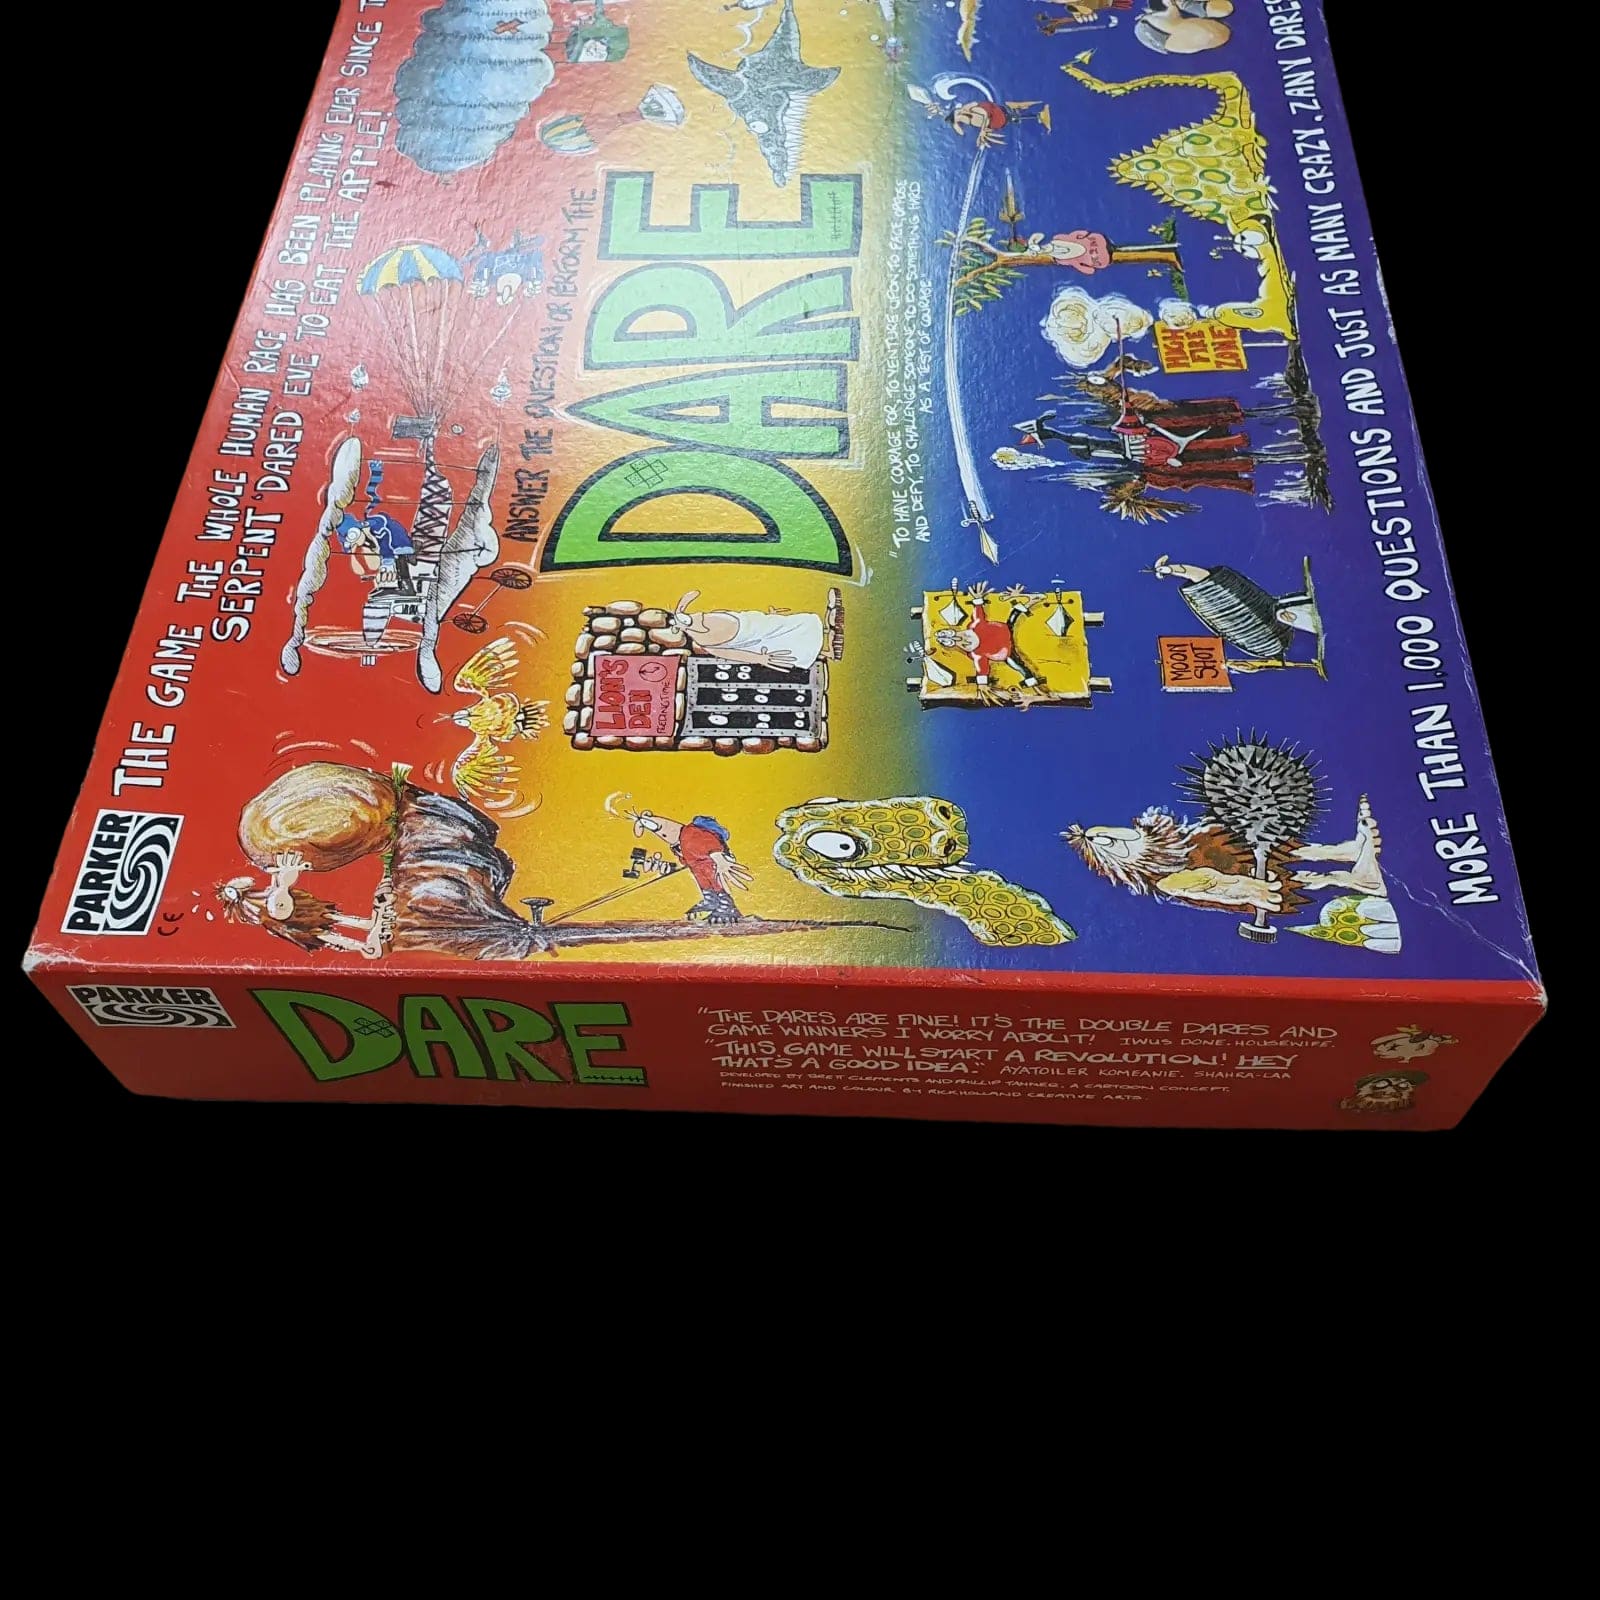 THE GAME THE WHOLE HUMAN RACE HAS BEEN PLAYING EVER SINCE
SERPENT 'DARED' EVE TO EAT THE APPLE!
PARKER
CE
ANSWER THE QUESTION OR PERFORM THE
DARE
"TO HAVE COURAGE FOR, TO VENTURE UPON, TO FACE, OPPOSE
AND DEFY, TO CHALLENGE SOMEONE TO DO SOMETHING HARD
AS A TEST OF COURAGE"
LION'S
DEN
FEEDING TIME
HIGH
FIRE
ZONE
MOON
SHOT
MORE THAN 1,000 QUESTIONS AND JUST AS MANY CRAZY, ZANY DARES
PARKER
DARE
"THE DARES ARE FINE! IT'S THE DOUBLE DARES AND
GAME WINNERS I WORRY ABOUT! IWUS DONE. HOUSEWIFE.
"THIS GAME WILL START A REVOLUTION! HEY
THAT'S A GOOD IDEA." AYATOILER KOMEANIE. SHAHRA-LAA
DEVELOPED BY BRETT CLEMENTS AND PHILLIP TANNER. A CARTOON CONCEPT.
FINISHED ART AND COLOUR BY RICK HOLLAND CREATIVE ARTS.